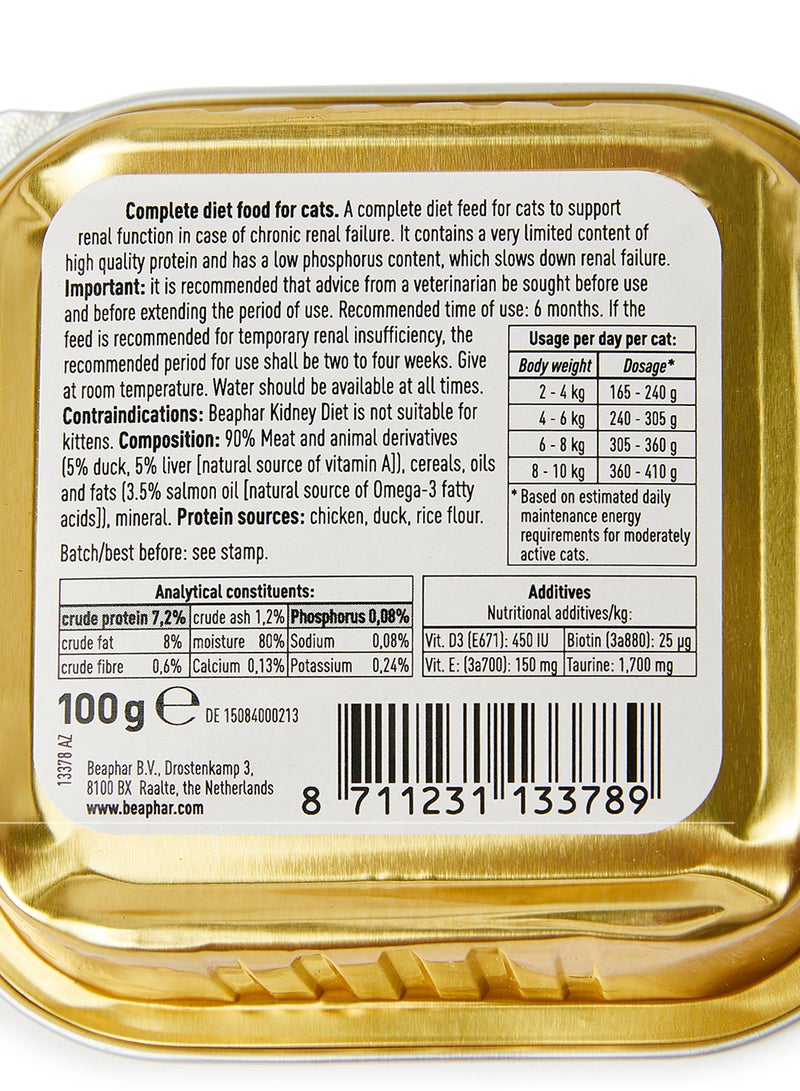 Complete diet food for cats. A complete diet feed for cats to support
renal function in case of chronic renal failure. It contains a very limited content of
high quality protein and has a low phosphorus content, which slows down renal failure.
Important: it is recommended that advice from a veterinarian be sought before use
and before extending the period of use. Recommended time of use: 6 months. If the
feed is recommended for temporary renal insufficiency, the
recommended period for use shall be two to four weeks. Give
at room temperature. Water should be available at all times.
Contraindications: Beaphar Kidney Diet is not suitable for
kittens. Composition: 90% Meat and animal derivatives
(5% duck, 5% liver [natural source of vitamin A]), cereals, oils
and fats (3.5% salmon oil [natural source of Omega-3 fatty
acids]), mineral. Protein sources: chicken, duck, rice flour.
Batch/best before: see stamp.
Usage per day per cat:
Body weight Dosage*
2 - 4 kg 165 - 240 g
4 - 6 kg 240 - 305 g
6 - 8 kg 305 - 360 g
8 - 10 kg 360 - 410 g
* Based on estimated daily
maintenance energy
requirements for moderately
active cats.
Analytical constituents:
crude protein 7,2% crude ash 1,2% Phosphorus 0,08%
crude fat 8% moisture 80% Sodium 0,08%
crude fibre 0,6% Calcium 0,13% Potassium 0,24%
Additives
Nutritional additives/kg:
Vit. D3 (E671): 450 IU Biotin (3a880): 25 µg
Vit. E: (3a700): 150 mg Taurine: 1,700 mg
100 g ℮ DE 15084000213
13378 AZ
Beaphar B.V., Drostenkamp 3,
8100 BX Raalte, the Netherlands
www.beaphar.com
8 711231 133789